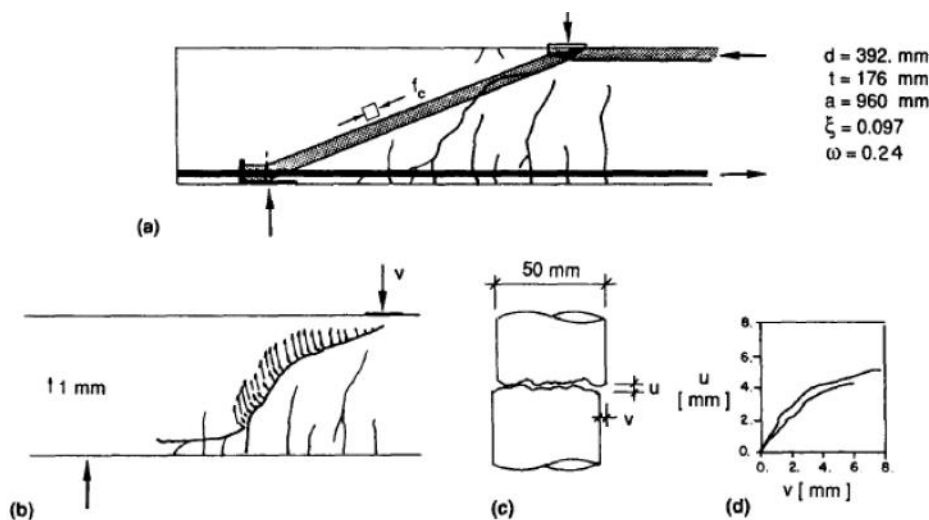 d = 392. mm
t = 176 mm
a = 960 mm
ξ = 0.097
ω = 0.24
f c
(a)
v
1 mm
(b)
50 mm
u
v
(c)
8.
6.
u
[ mm ]
4.
2.
0.
0. 2. 4. 6. 8.
v [ mm ]
(d)